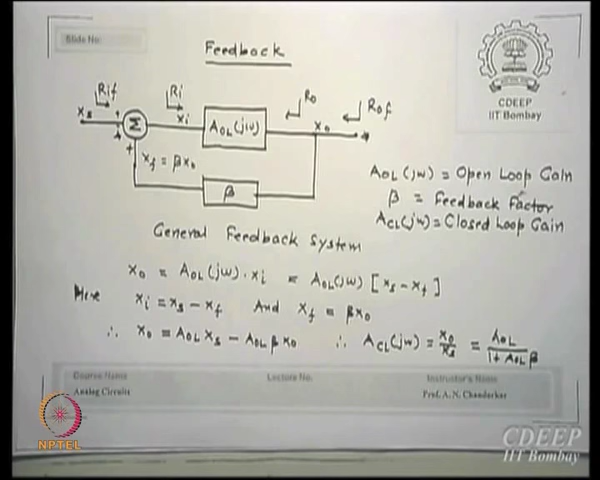 Slide No:
Feedback
CDEEP
IIT Bombay
Rif
Ri
Ro
Rof
xs
+
Σ
xi
AOL(jω)
xo
+
xf = βxo
β
AOL(jω) = Open Loop Gain
β = Feedback Factor
ACL(jω) = Closed Loop Gain
General Feedback System
xo = AOL(jω) · xi = AOL(jω) [xs - xf]
Here xi = xs - xf And xf = βxo
∴ xo = AOL xs - AOL β xo ∴ ACL(jω) = xo/xs = AOL/1 + AOL β
Course Name Lecture No. Instructor's Name
Analog Circuits Prof. A. N. Chandorkar
NPTEL
CDEEP
IIT Bombay